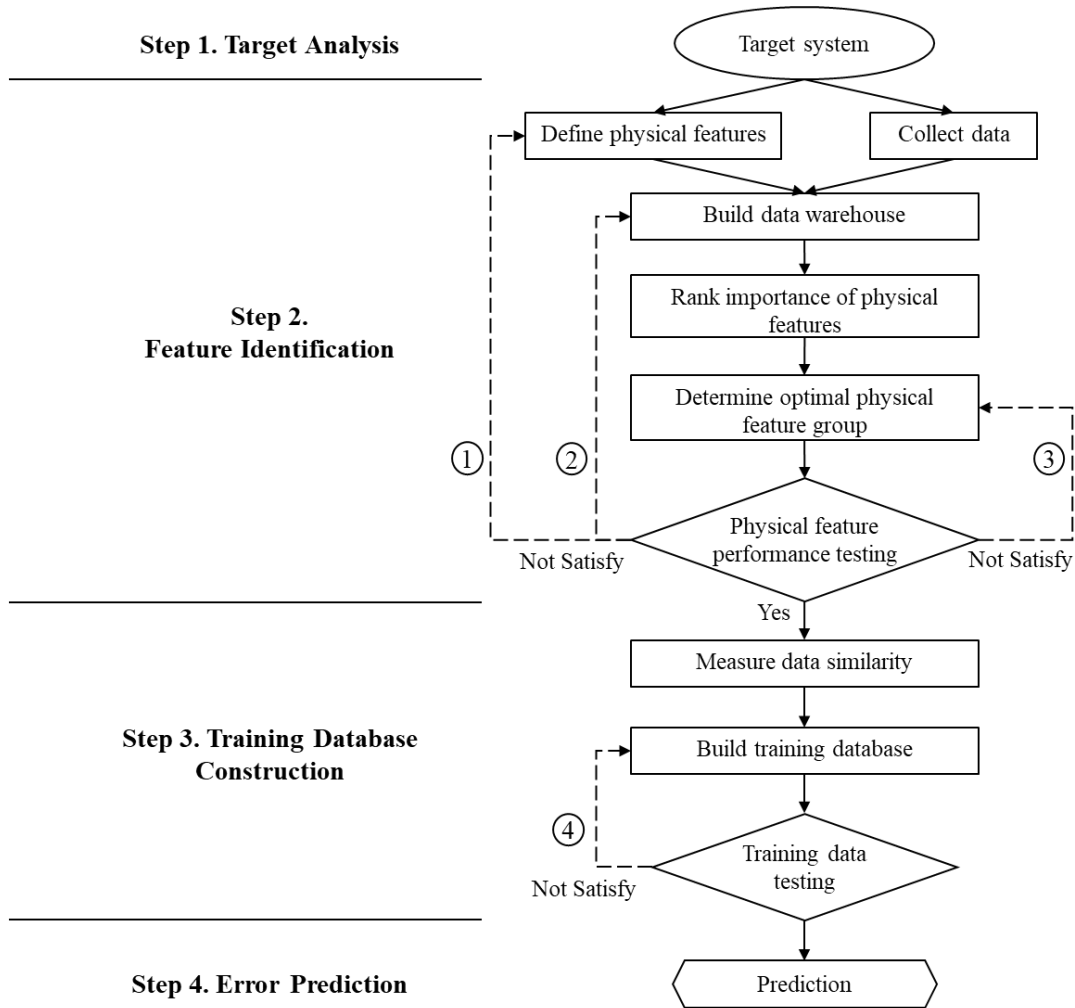 Step 1. Target Analysis
Target system
Define physical features
Collect data
Build data warehouse
Rank importance of physical
features
Step 2.
Feature Identification
Determine optimal physical
feature group
1
2
3
Physical feature
performance testing
Not Satisfy
Not Satisfy
Yes
Measure data similarity
Step 3. Training Database
Construction
Build training database
4
Training data
testing
Not Satisfy
Step 4. Error Prediction
Prediction